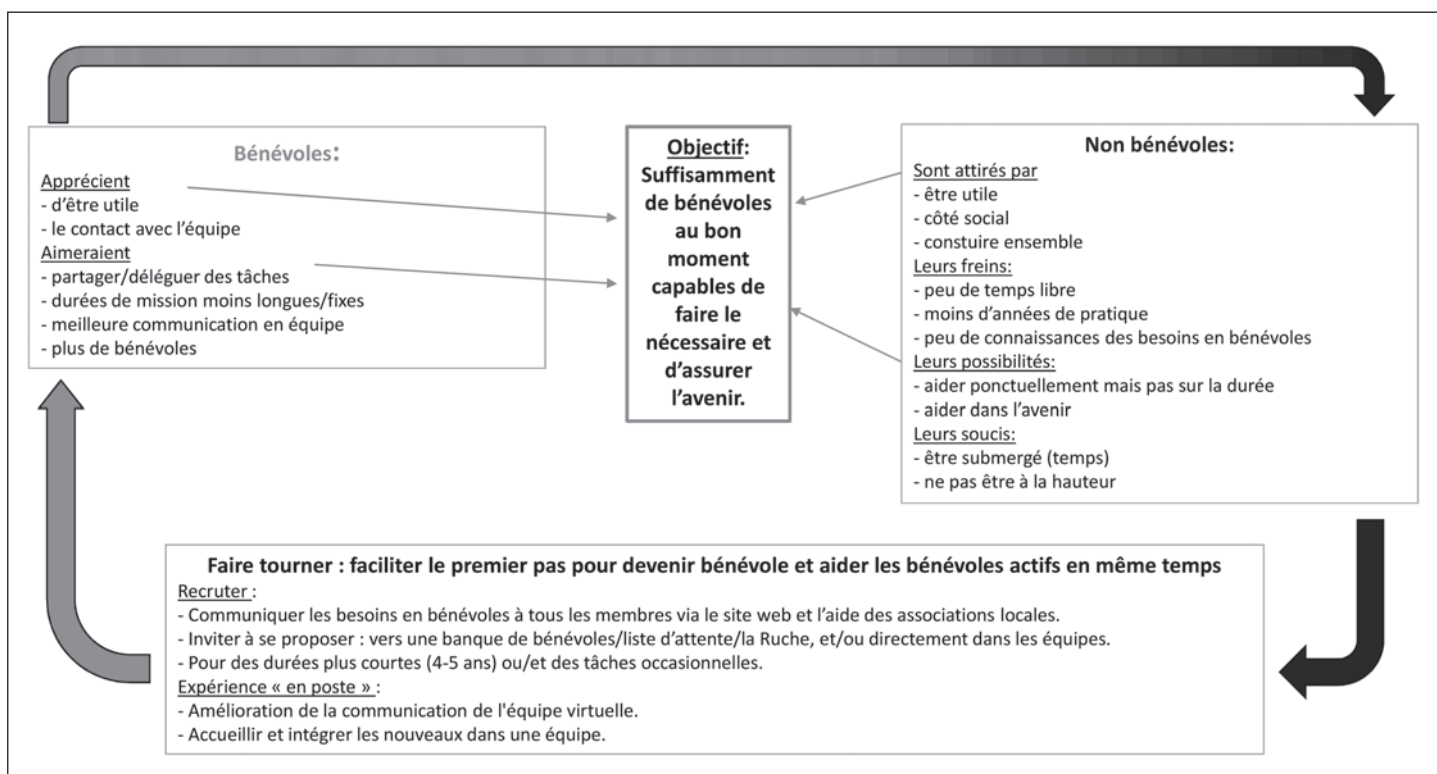 Bénévoles:
Apprécient
- d'être utile
- le contact avec l'équipe
Aimeraient
- partager/déléguer des tâches
- durées de mission moins longues/fixes
- meilleure communication en équipe
- plus de bénévoles
Objectif:
Suffisamment
de bénévoles
au bon
moment
capables de
faire le
nécessaire et
d'assurer
l'avenir.
Non bénévoles:
Sont attirés par
- être utile
- côté social
- constuire ensemble
Leurs freins:
- peu de temps libre
- moins d'années de pratique
- peu de connaissances des besoins en bénévoles
Leurs possibilités:
- aider ponctuellement mais pas sur la durée
- aider dans l'avenir
Leurs soucis:
- être submergé (temps)
- ne pas être à la hauteur
Faire tourner : faciliter le premier pas pour devenir bénévole et aider les bénévoles actifs en même temps
Recruter :
- Communiquer les besoins en bénévoles à tous les membres via le site web et l'aide des associations locales.
- Inviter à se proposer : vers une banque de bénévoles/liste d'attente/la Ruche, et/ou directement dans les équipes.
- Pour des durées plus courtes (4-5 ans) ou/et des tâches occasionnelles.
Expérience « en poste » :
- Amélioration de la communication de l'équipe virtuelle.
- Accueillir et intégrer les nouveaux dans une équipe.